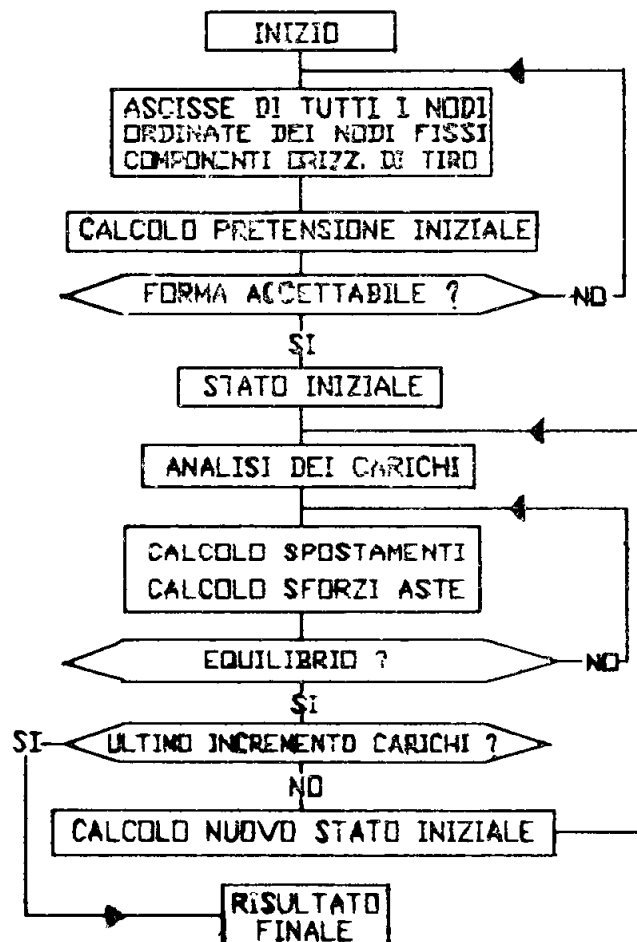 INIZIO
ASCISSE DI TUTTI I NODI
ORDINATE DEI NODI FISSI
COMPONENTI ORIZZ. DI TIRO
CALCOLO PRETENSIONE INIZIALE
FORMA ACCETTABILE ?
NO
SI
STATO INIZIALE
ANALISI DEI CARICHI
CALCOLO SPOSTAMENTI
CALCOLO SFORZI ASTE
EQUILIBRIO ?
NO
SI
SI
ULTIMO INCREMENTO CARICHI ?
NO
CALCOLO NUOVO STATO INIZIALE
RISULTATO
FINALE